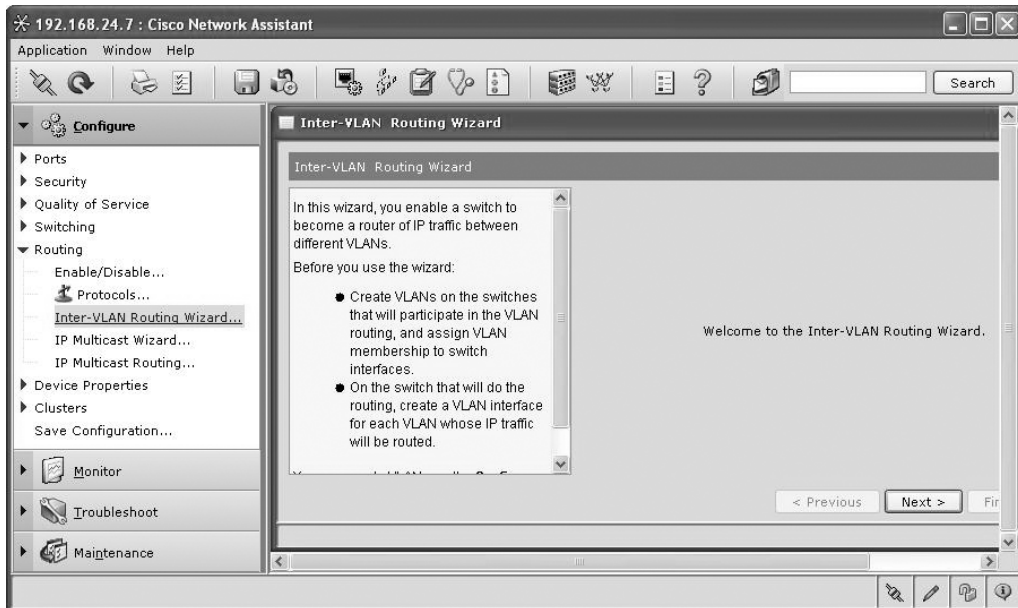 192.168.24.7 : Cisco Network Assistant
Application Window Help
Search
Configure
Ports
Security
Quality of Service
Switching
Routing
Enable/Disable...
Protocols...
Inter-VLAN Routing Wizard...
IP Multicast Wizard...
IP Multicast Routing...
Device Properties
Clusters
Save Configuration...
Monitor
Troubleshoot
Maintenance
Inter-VLAN Routing Wizard
Inter-VLAN Routing Wizard
In this wizard, you enable a switch to
become a router of IP traffic between
different VLANs.
Before you use the wizard:
● Create VLANs on the switches
that will participate in the VLAN
routing, and assign VLAN
membership to switch
interfaces.
● On the switch that will do the
routing, create a VLAN interface
for each VLAN whose IP traffic
will be routed.
Welcome to the Inter-VLAN Routing Wizard.
< Previous
Next >